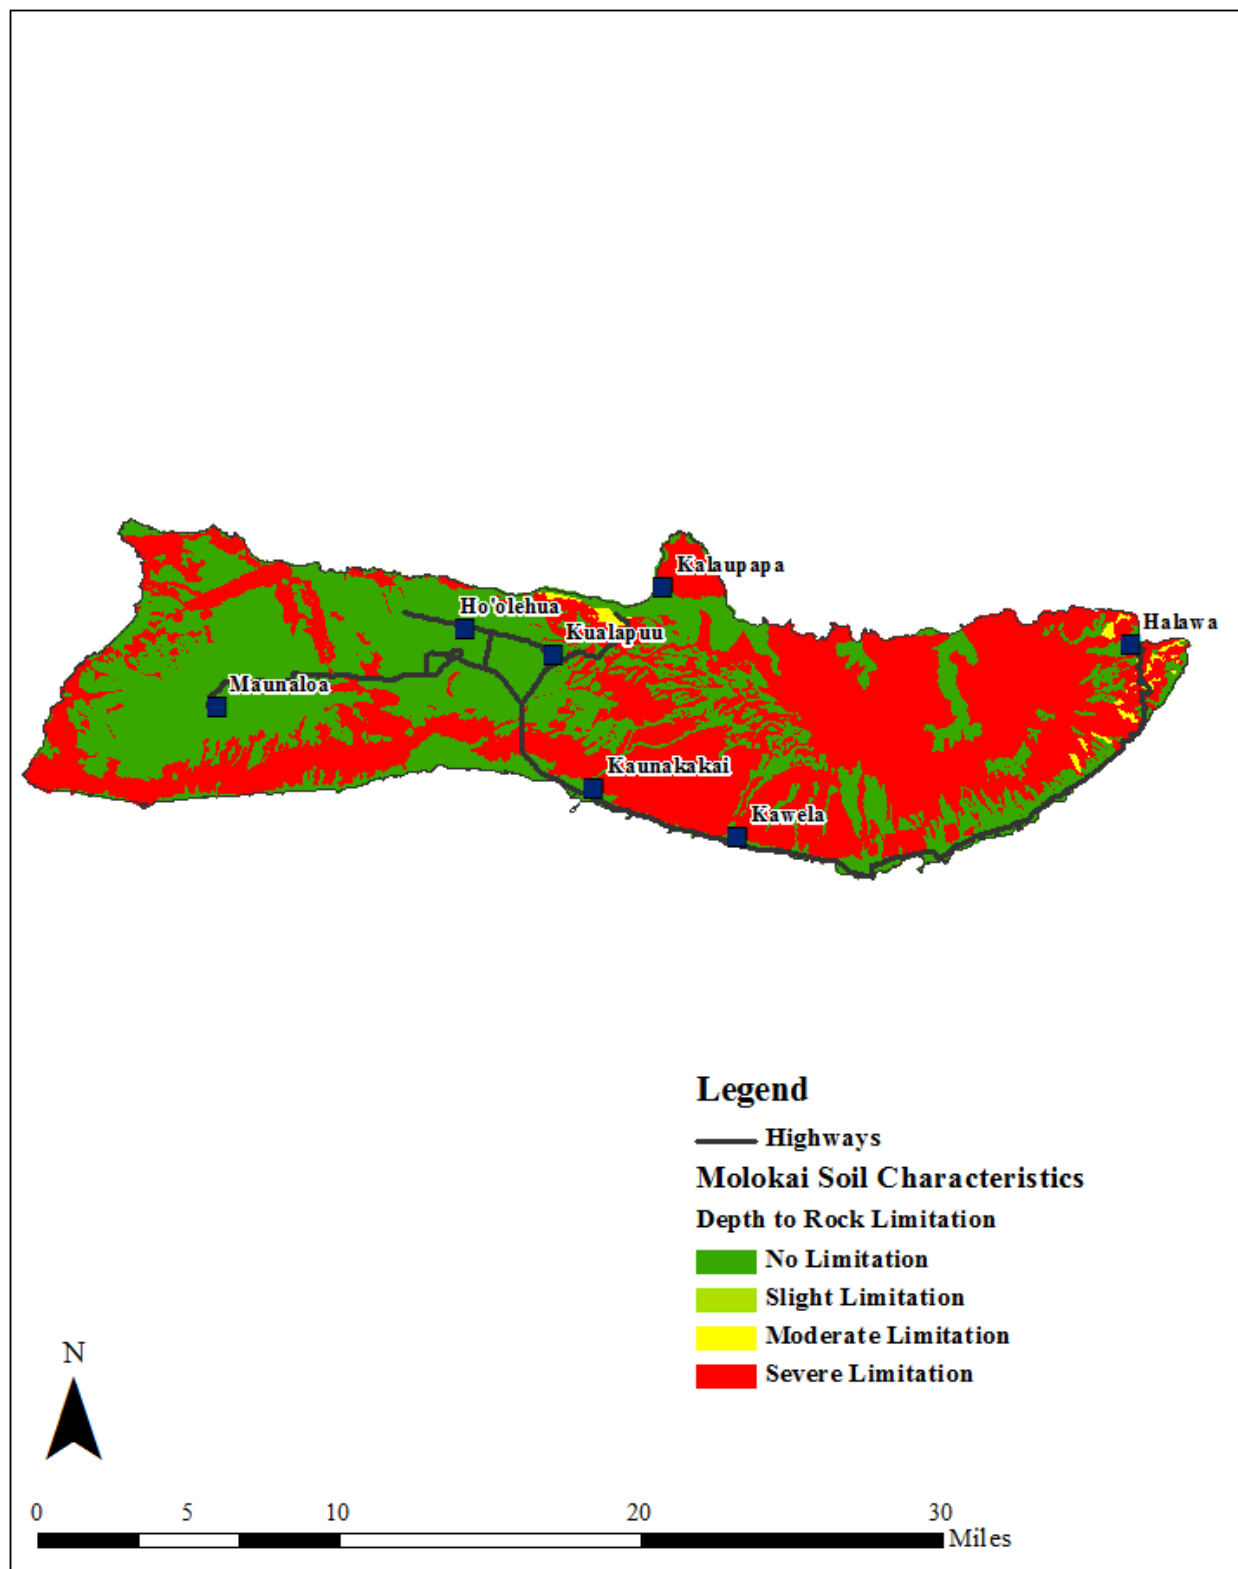 Kalaupapa
Ho'olehua
Kualapuu
Halawa
Maunaloa
Kaunakakai
Kawela
Legend
Highways
Molokai Soil Characteristics
Depth to Rock Limitation
No Limitation
Slight Limitation
Moderate Limitation
Severe Limitation
N
0 5 10 20 30
Miles